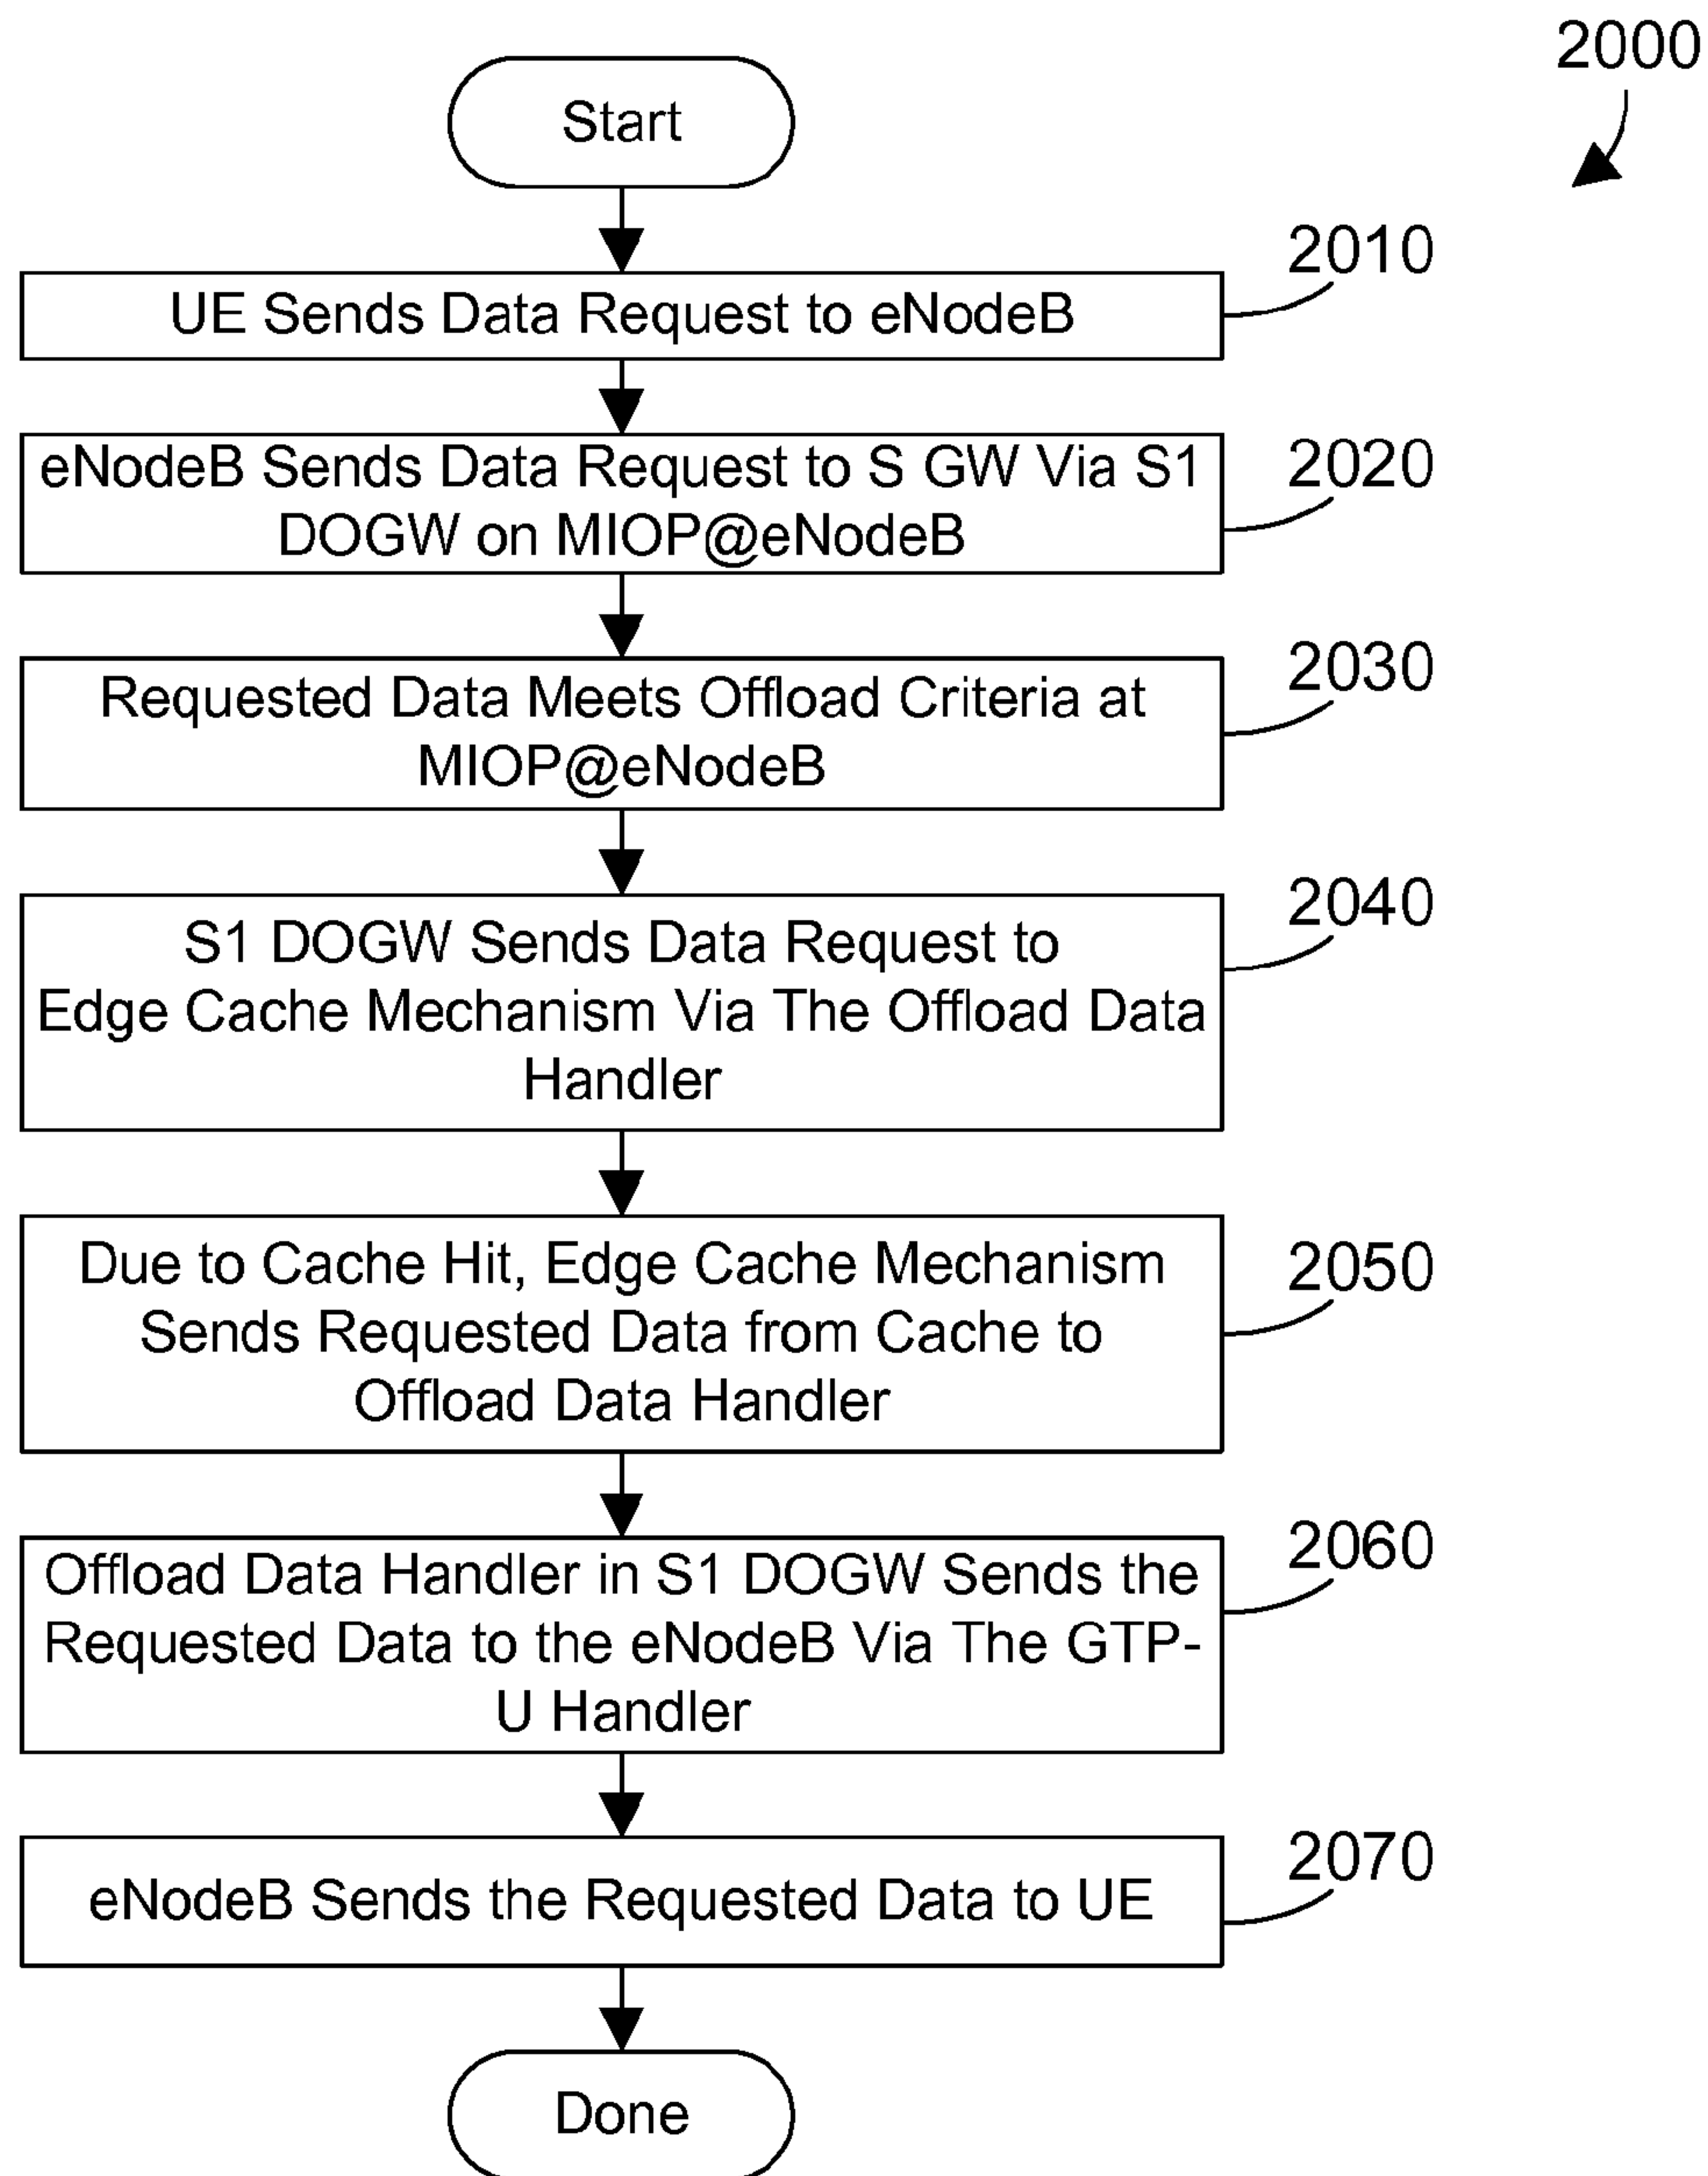 2000
Start
2010
UE Sends Data Request to eNodeB
2020
eNodeB Sends Data Request to S GW Via S1
DOGW on MIOP@eNodeB
2030
Requested Data Meets Offload Criteria at
MIOP@eNodeB
2040
S1 DOGW Sends Data Request to
Edge Cache Mechanism Via The Offload Data
Handler
2050
Due to Cache Hit, Edge Cache Mechanism
Sends Requested Data from Cache to
Offload Data Handler
2060
Offload Data Handler in S1 DOGW Sends the
Requested Data to the eNodeB Via The GTP-
U Handler
2070
eNodeB Sends the Requested Data to UE
Done